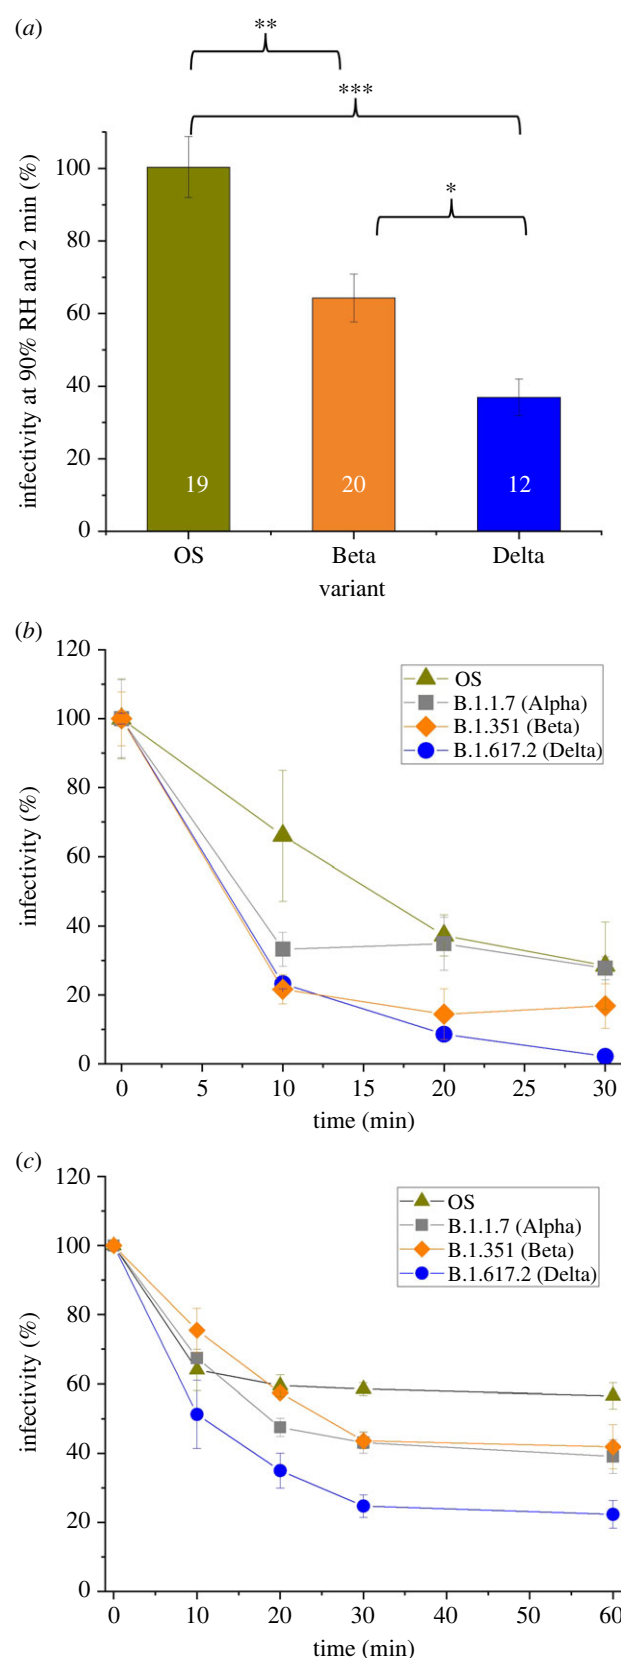 (a)
**
***
*
infectivity at 90% RH and 2 min (%)
100
80
60
40
20
0
19
20
12
OS
Beta
Delta
variant
(b)
infectivity (%)
120
100
80
60
40
20
0
OS
B.1.1.7 (Alpha)
B.1.351 (Beta)
B.1.617.2 (Delta)
0
5
10
15
20
25
30
time (min)
(c)
infectivity (%)
120
100
80
60
40
20
0
OS
B.1.1.7 (Alpha)
B.1.351 (Beta)
B.1.617.2 (Delta)
0
10
20
30
40
50
60
time (min)